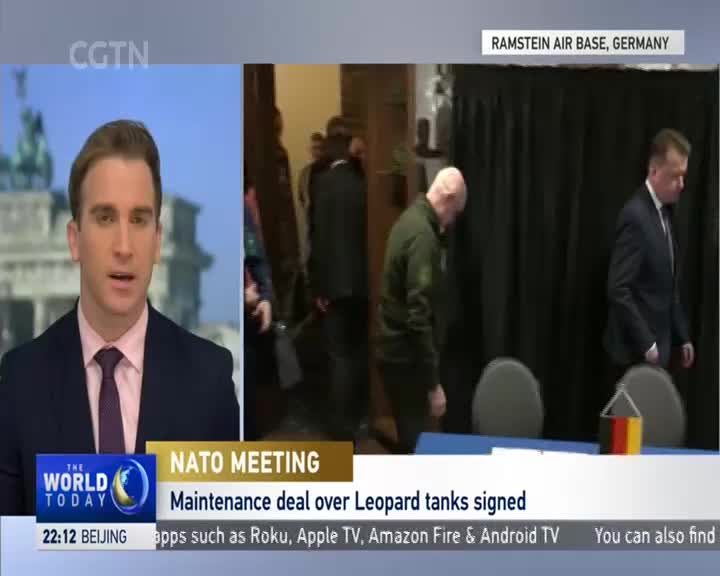 CGTN
RAMSTEIN AIR BASE, GERMANY
NATO MEETING
THE
WORLD
TODAY
Maintenance deal over Leopard tanks signed
22:12 BEIJING
apps such as Roku, Apple TV, Amazon Fire & Android TV You can also find